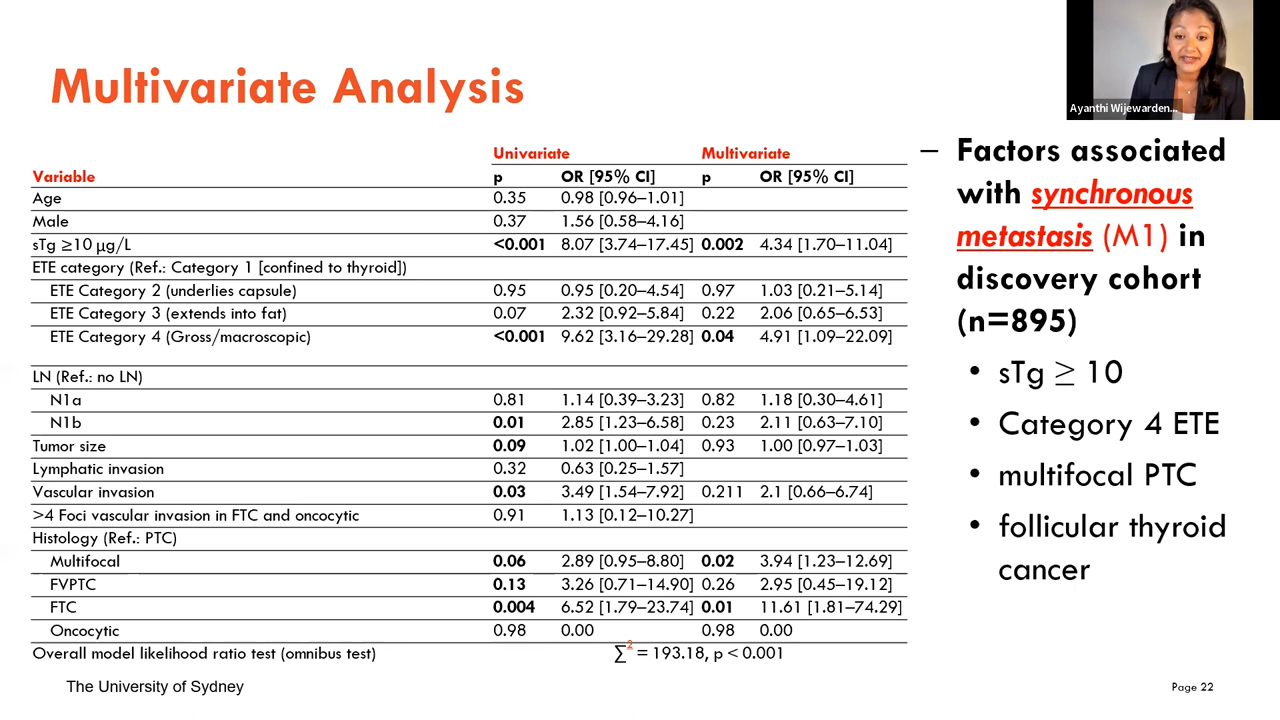 Multivariate Analysis
Ayanthi Wijewarden...
Univariate Multivariate
Variable p OR [95% CI] p OR [95% CI]
Age 0.35 0.98 [0.96–1.01]
Male 0.37 1.56 [0.58–4.16]
sTg ≥10 µg/L <0.001 8.07 [3.74–17.45] 0.002 4.34 [1.70–11.04]
ETE category (Ref.: Category 1 [confined to thyroid])
ETE Category 2 (underlies capsule) 0.95 0.95 [0.20–4.54] 0.97 1.03 [0.21–5.14]
ETE Category 3 (extends into fat) 0.07 2.32 [0.92–5.84] 0.22 2.06 [0.65–6.53]
ETE Category 4 (Gross/macroscopic) <0.001 9.62 [3.16–29.28] 0.04 4.91 [1.09–22.09]
LN (Ref.: no LN)
N1a 0.81 1.14 [0.39–3.23] 0.82 1.18 [0.30–4.61]
N1b 0.01 2.85 [1.23–6.58] 0.23 2.11 [0.63–7.10]
Tumor size 0.09 1.02 [1.00–1.04] 0.93 1.00 [0.97–1.03]
Lymphatic invasion 0.32 0.63 [0.25–1.57]
Vascular invasion 0.03 3.49 [1.54–7.92] 0.211 2.1 [0.66–6.74]
>4 Foci vascular invasion in FTC and oncocytic 0.91 1.13 [0.12–10.27]
Histology (Ref.: PTC)
Multifocal 0.06 2.89 [0.95–8.80] 0.02 3.94 [1.23–12.69]
FVPTC 0.13 3.26 [0.71–14.90] 0.26 2.95 [0.45–19.12]
FTC 0.004 6.52 [1.79–23.74] 0.01 11.61 [1.81–74.29]
Oncocytic 0.98 0.00 0.98 0.00
Overall model likelihood ratio test (omnibus test) ∑² = 193.18, p < 0.001
– Factors associated
with synchronous
metastasis (M1) in
discovery cohort
(n=895)
• sTg ≥ 10
• Category 4 ETE
• multifocal PTC
• follicular thyroid
cancer
The University of Sydney
Page 22